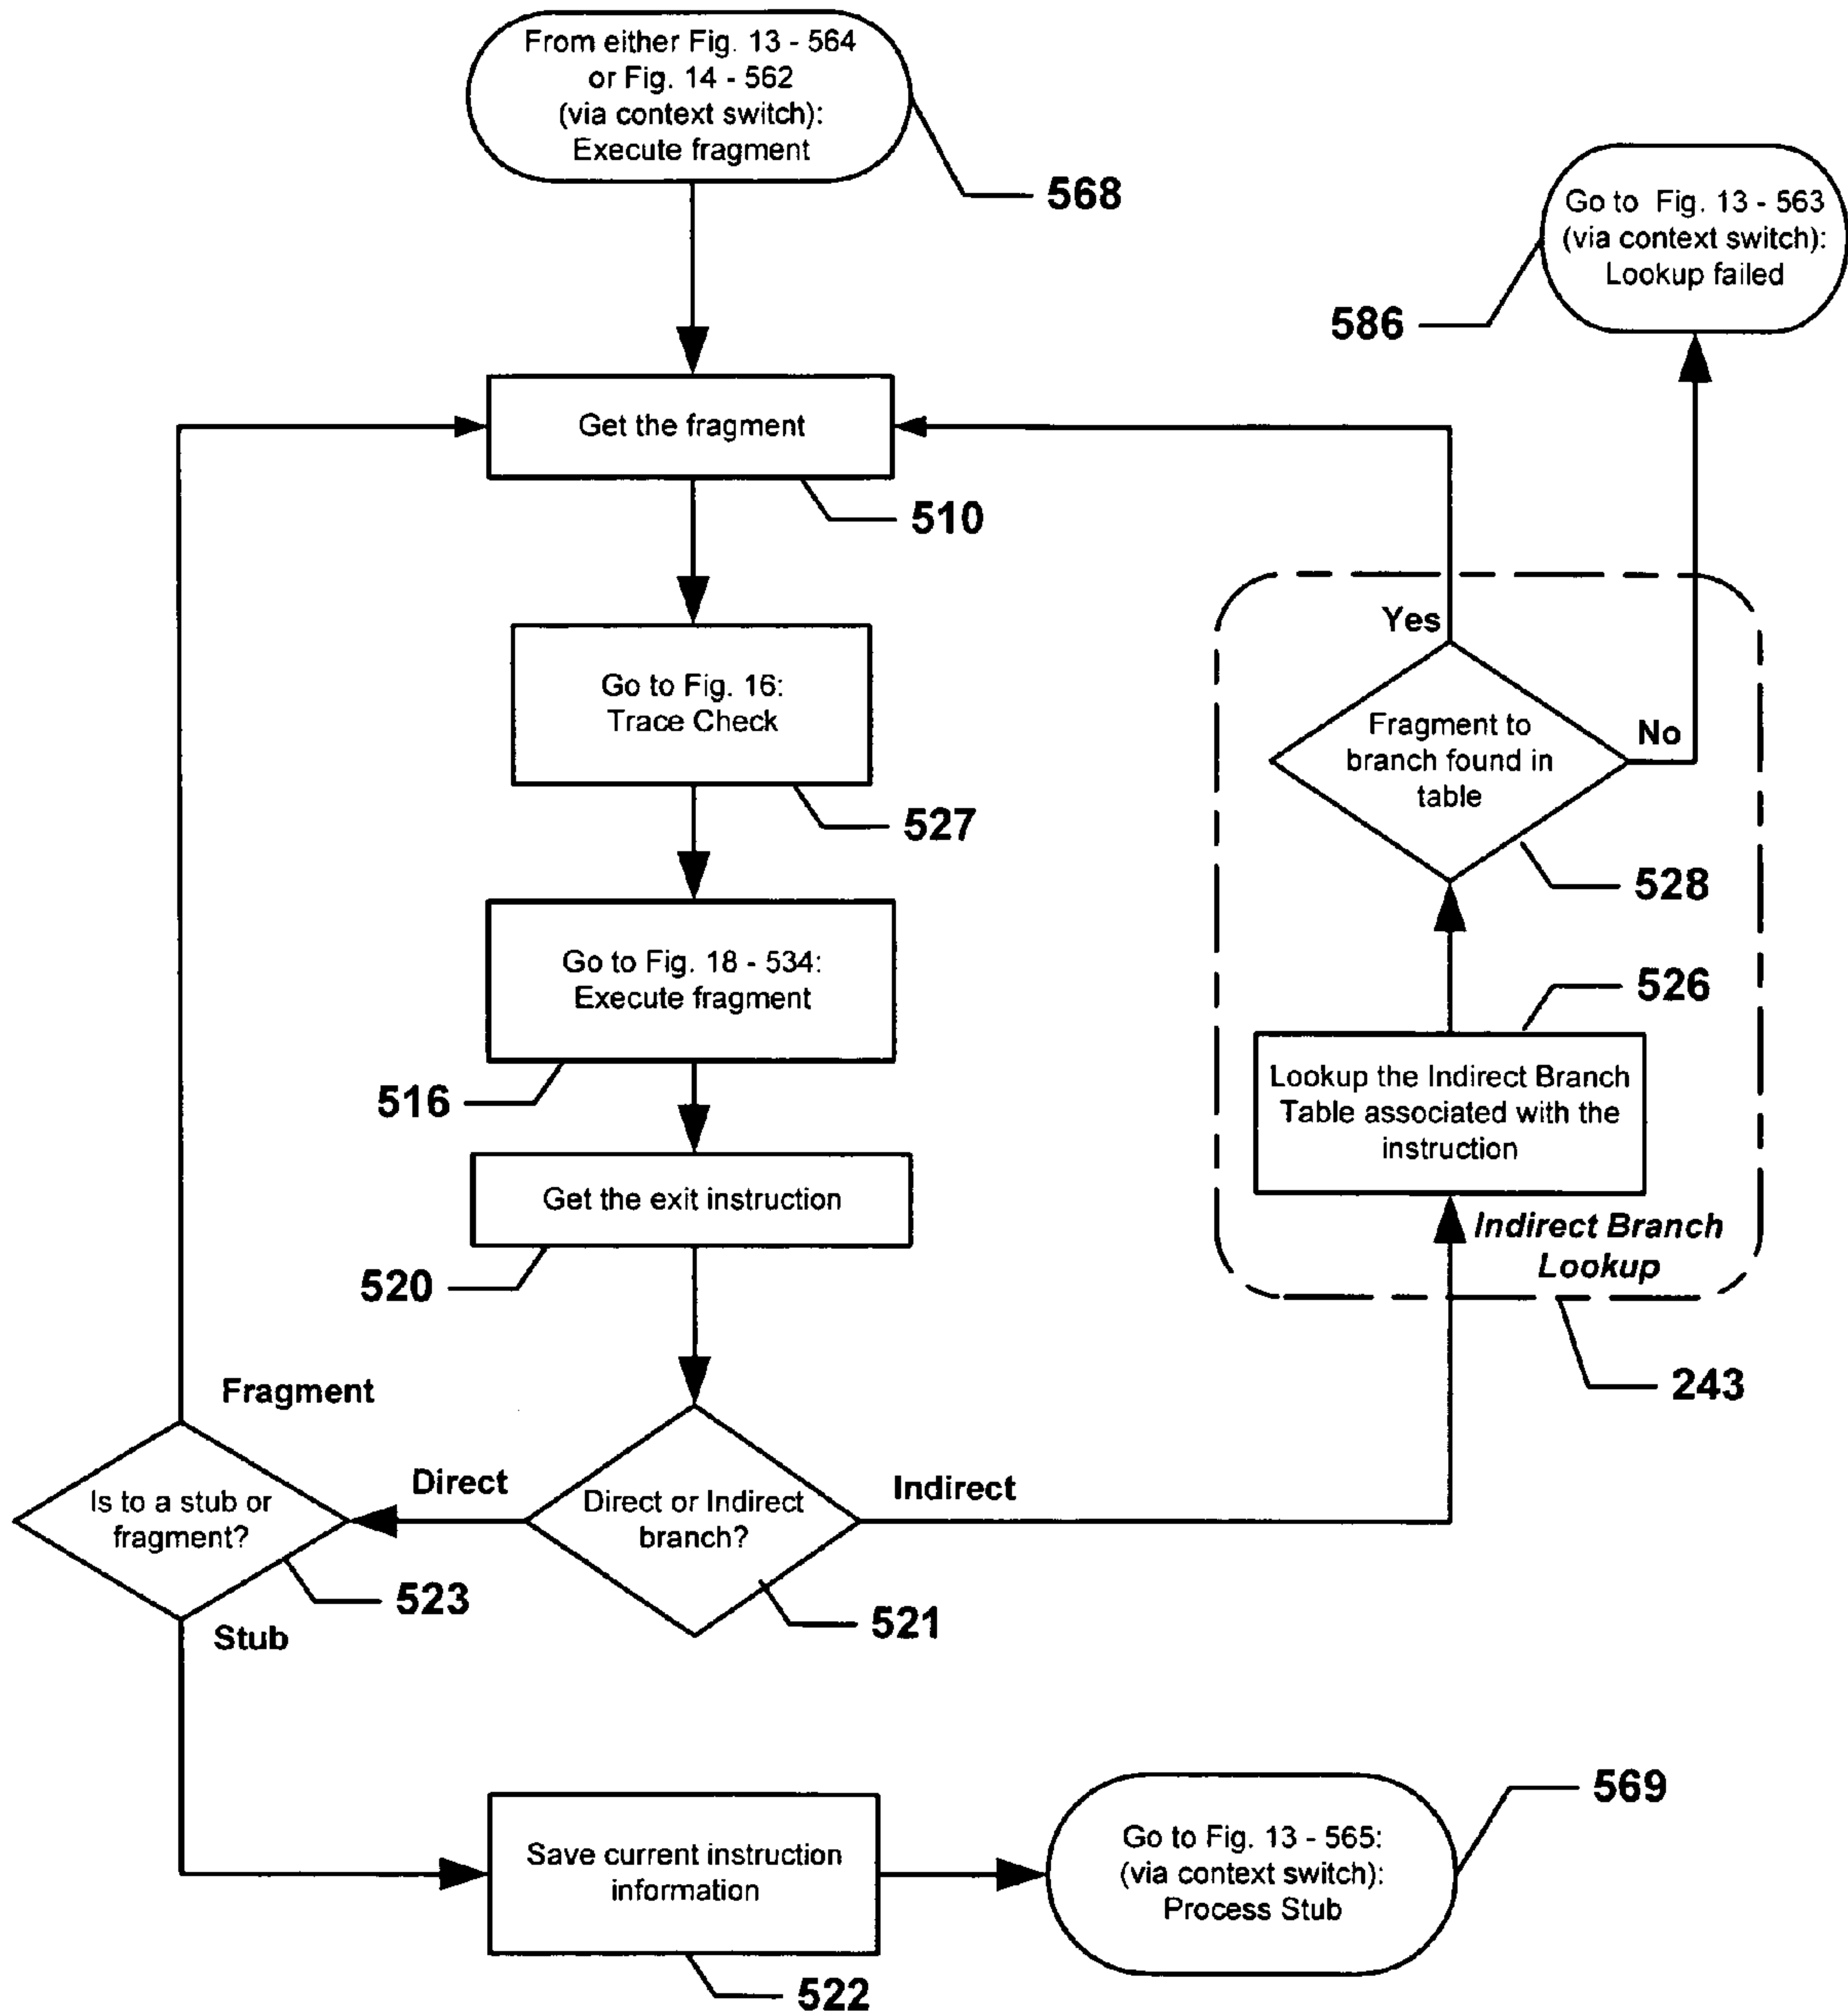 From either Fig. 13 - 564
or Fig. 14 - 562
(via context switch):
Execute fragment
568
Go to Fig. 13 - 563
(via context switch):
Lookup failed
586
Get the fragment
510
Go to Fig. 16:
Trace Check
527
Yes
Fragment to
branch found in
table
No
528
Go to Fig. 18 - 534:
Execute fragment
516
526
Lookup the Indirect Branch
Table associated with the
instruction
Indirect Branch
Lookup
243
Get the exit instruction
520
Fragment
Is to a stub or
fragment?
523
Direct
Direct or Indirect
branch?
521
Indirect
Stub
Save current instruction
information
522
Go to Fig. 13 - 565:
(via context switch):
Process Stub
569